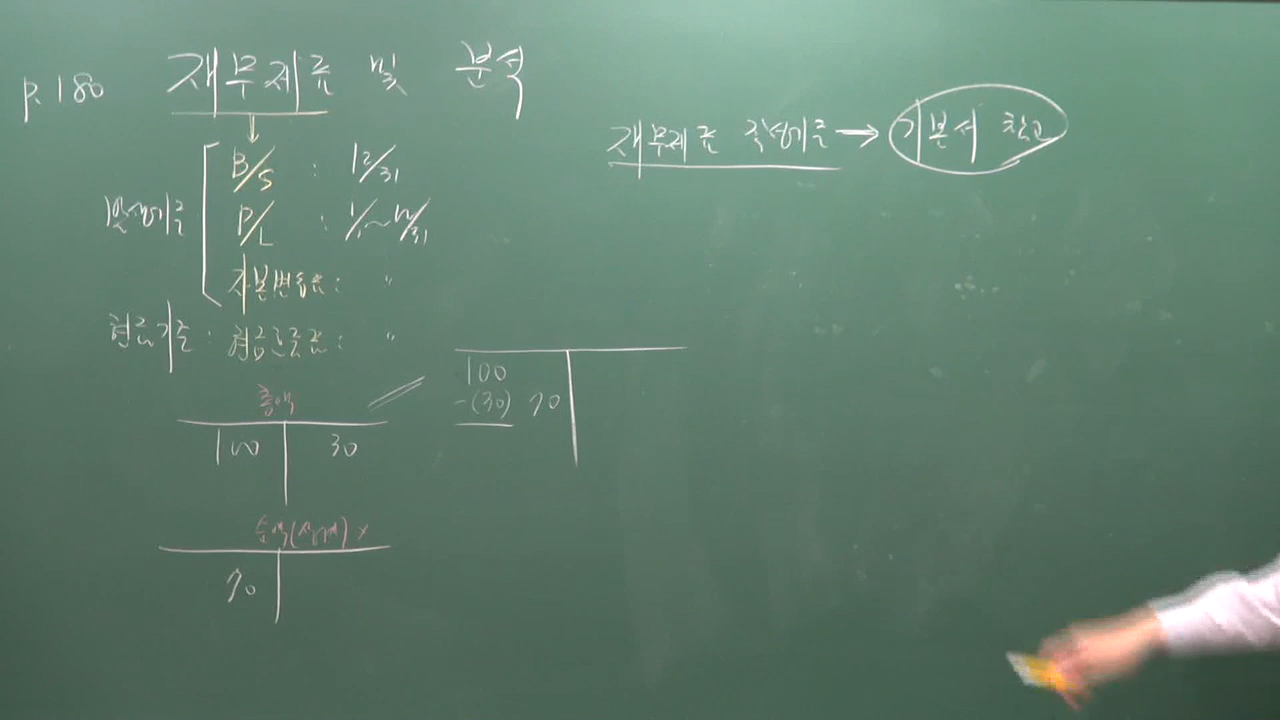 p.180 재무제표 및 분석
재무제표 작성기준 → 기본서 참고
B/S : 12/31
발생기준
P/L : 1/1~12/31
자본변동표 : "
현금기준 : 현금흐름표 : "
총액
100 30
100
-(30) 70
순액(상계) x
70